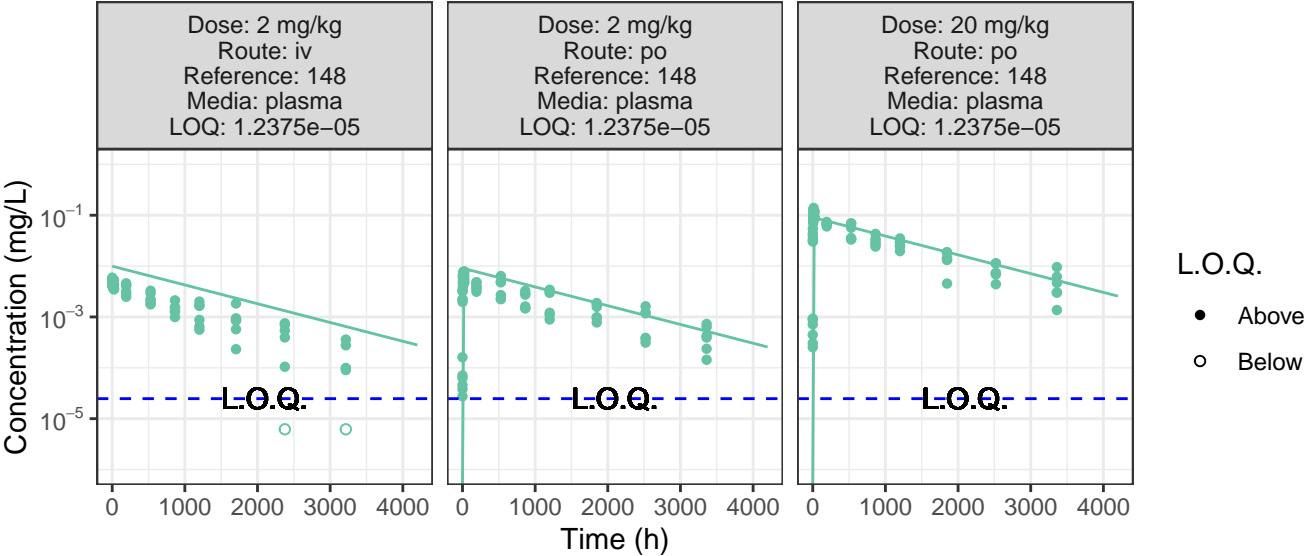 Dose: 2 mg/kg
Route: iv
Reference: 148
Media: plasma
LOQ: 1.2375e−05
Dose: 2 mg/kg
Route: po
Reference: 148
Media: plasma
LOQ: 1.2375e−05
Dose: 20 mg/kg
Route: po
Reference: 148
Media: plasma
LOQ: 1.2375e−05
Concentration (mg/L)
10⁻¹
10⁻³
10⁻⁵
L.O.Q.
L.O.Q.
L.O.Q.
0 1000 2000 3000 4000
0 1000 2000 3000 4000
0 1000 2000 3000 4000
Time (h)
L.O.Q.
Above
Below